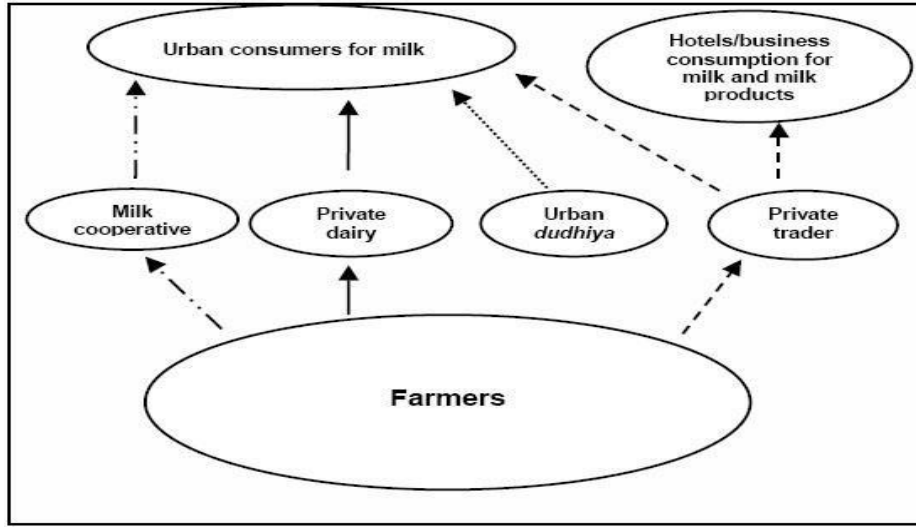 Urban consumers for milk
Hotels/business
consumption for
milk and milk
products
Milk
cooperative
Private
dairy
Urban
dudhiya
Private
trader
Farmers